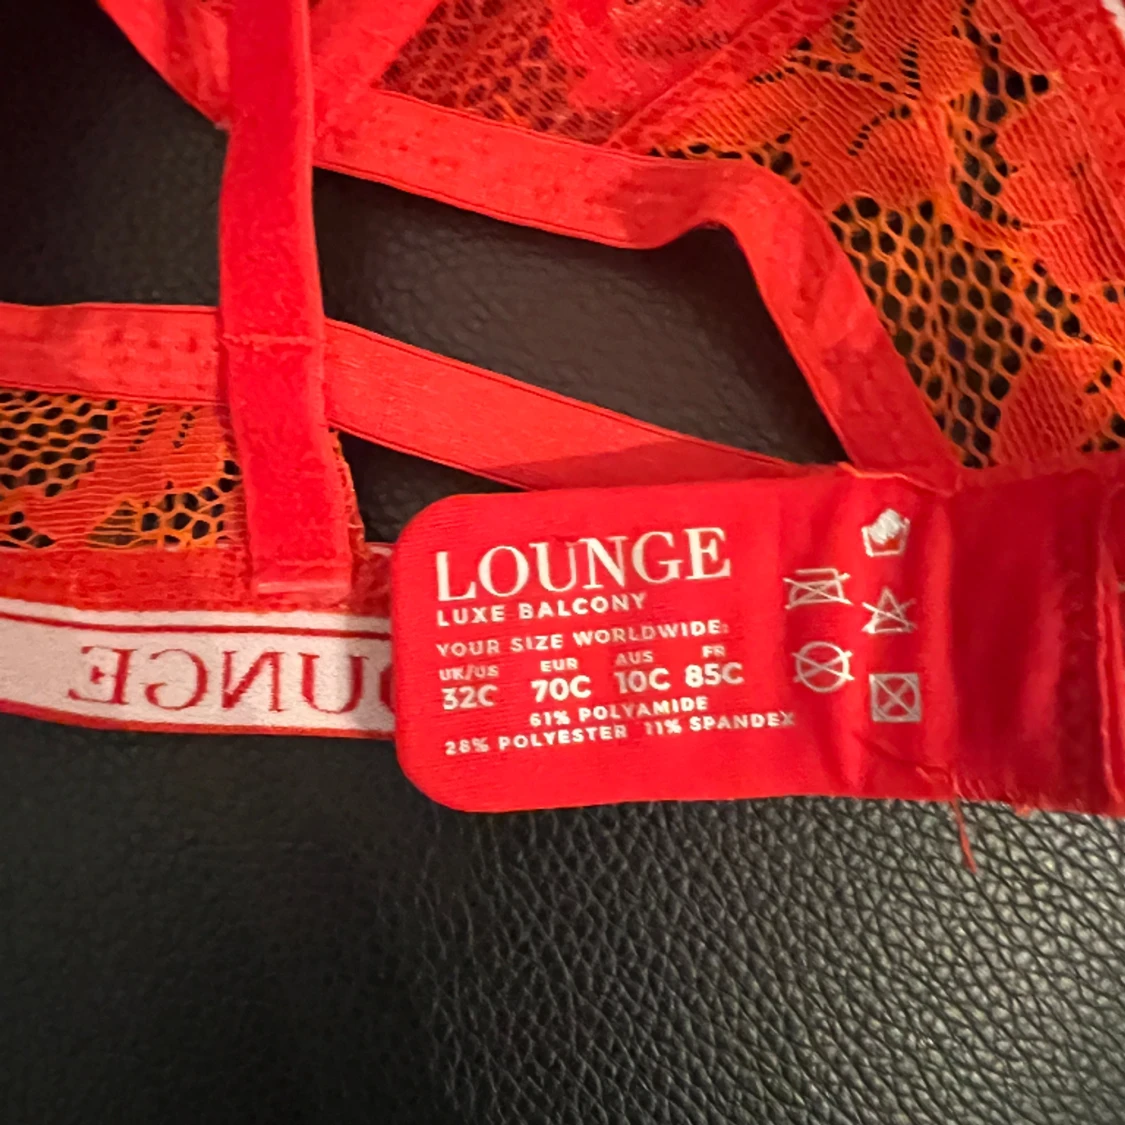 LOUNGE
LUXE BALCONY
YOUR SIZE WORLDWIDE:
UK/US EUR AUS FR
32C 70C 10C 85C
61% POLYAMIDE
28% POLYESTER 11% SPANDEX
OUNGE